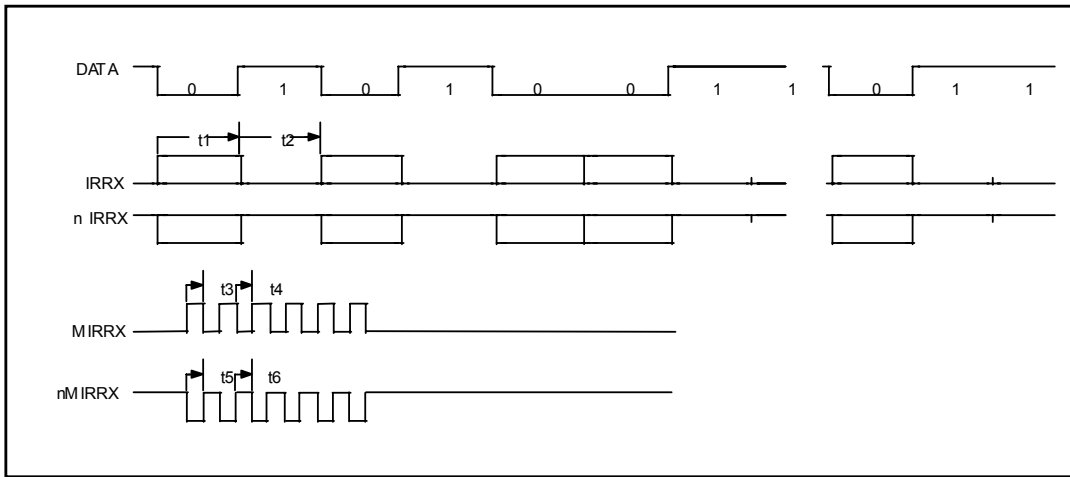 DATA
0 1 0 1 0 0 1 1 0 1 1
t1 t2
IRRX
n IRRX
t3 t4
MIRRX
t5 t6
nMIRRX